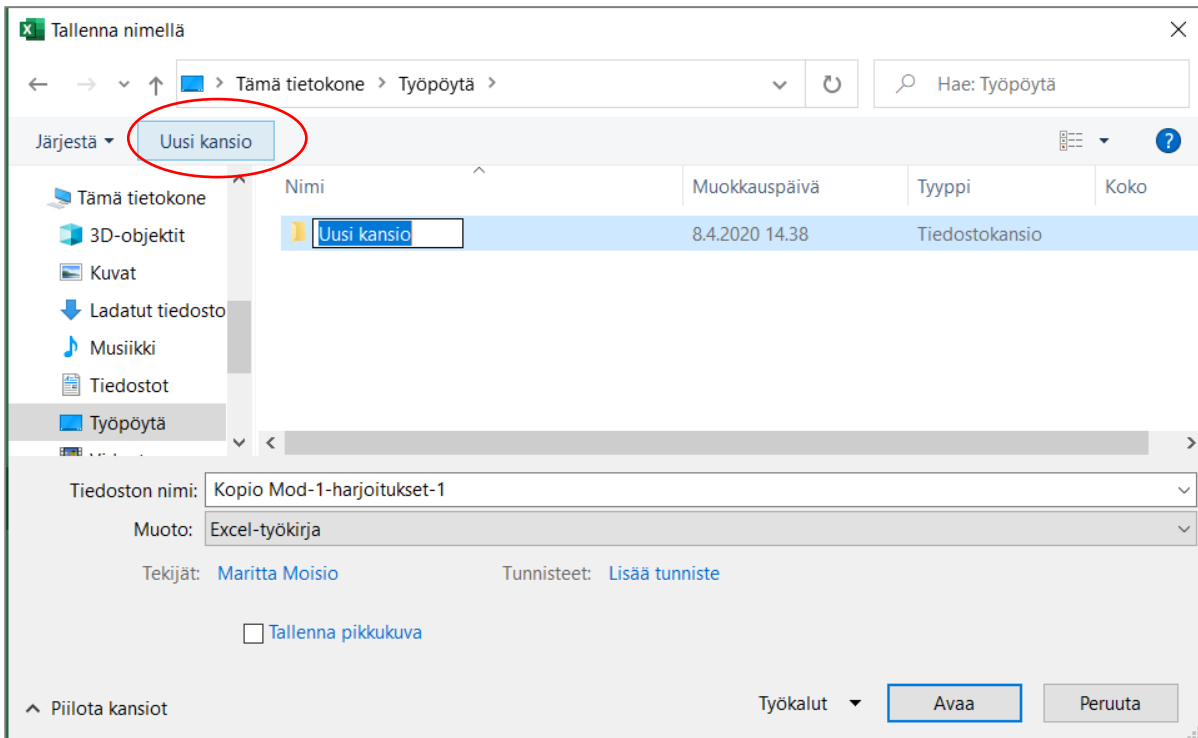 Tallenna nimellä
Tämä tietokone > Työpöytä >
Hae: Työpöytä
Järjestä
Uusi kansio
?
Nimi Muokkauspäivä Tyyppi Koko
Uusi kansio 8.4.2020 14.38 Tiedostokansio
Tämä tietokone
3D-objektit
Kuvat
Ladatut tiedosto
Musiikki
Tiedostot
Työpöytä
Tiedoston nimi: Kopio Mod-1-harjoitukset-1
Muoto: Excel-työkirja
Tekijät: Maritta Moisio Tunnisteet: Lisää tunniste
Tallenna pikkukuva
Piilota kansiot
Työkalut Avaa Peruuta